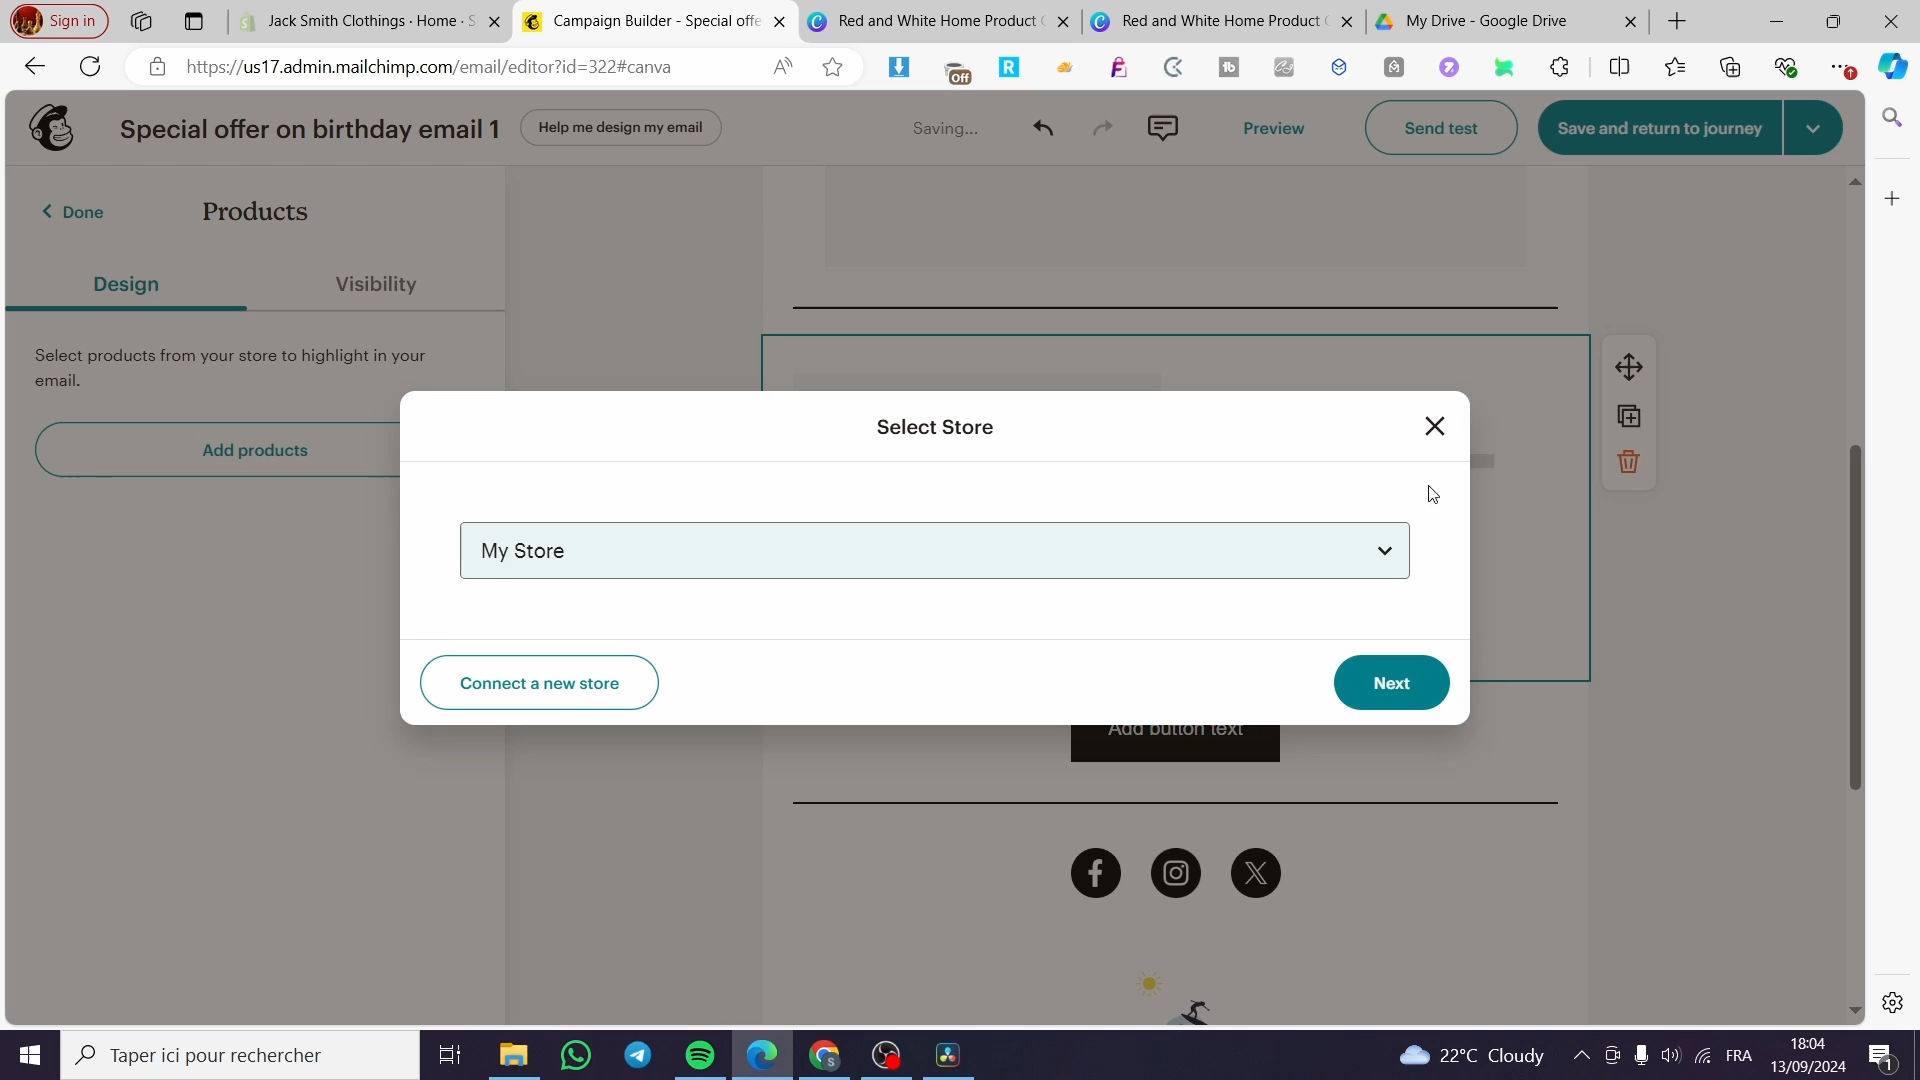 Sign in
Jack Smith Clothings · Home · S
Campaign Builder - Special offe
Red and White Home Product
Red and White Home Product
My Drive - Google Drive
https://us17.admin.mailchimp.com/email/editor?id=322#canva
Off
Special offer on birthday email 1
Help me design my email
Saving...
Preview
Send test
Save and return to journey
Done
Products
Design
Visibility
Select products from your store to highlight in your
email.
Add products
Select Store
My Store
Connect a new store
Next
Add button text
Taper ici pour rechercher
22°C Cloudy
FRA
18:04
13/09/2024
1